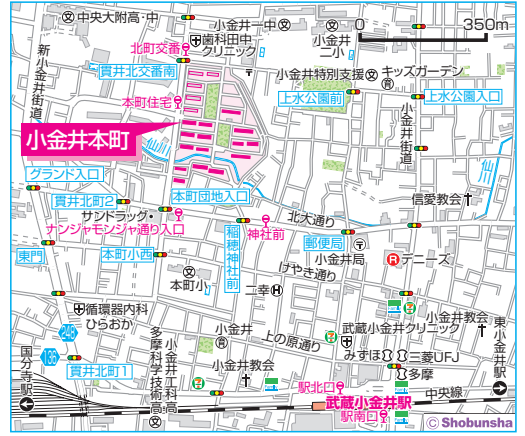 中央大附高・中
小金井一中
0
350m
北町交番
歯科田中
クリニック
小金井
二小
新小金井街道
貫井北交番南
小金井特別支援
キッズガーデン
本町住宅
上水公園前
上水公園入口
小金井本町
小金井街道
仙川
仙川
グランド入口
本町団地入口
信愛教会
貫井北町2
サンドラッグ・
ナンジャモンジャ通り入口
北大通り
神社前
稲穂神社前
郵便局
東門
本町小西
小金井局
デニーズ
けやき通り
本町小
二幸
循環器内科
ひらおか
小金井
上の原通り
武蔵小金井クリニック
小金井教会
東小金井駅
248
136
多摩科学技術高
小金井工科高
みずほ
三菱UFJ
多摩
国分寺駅
貫井北町1
小金井教会
駅北口
中央線
武蔵小金井駅
駅南口
© Shobunsha